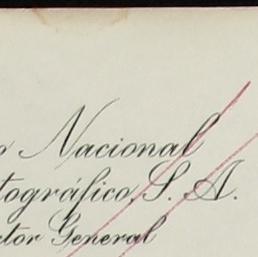 o Nacional
tográfico, S. A.
ctor General